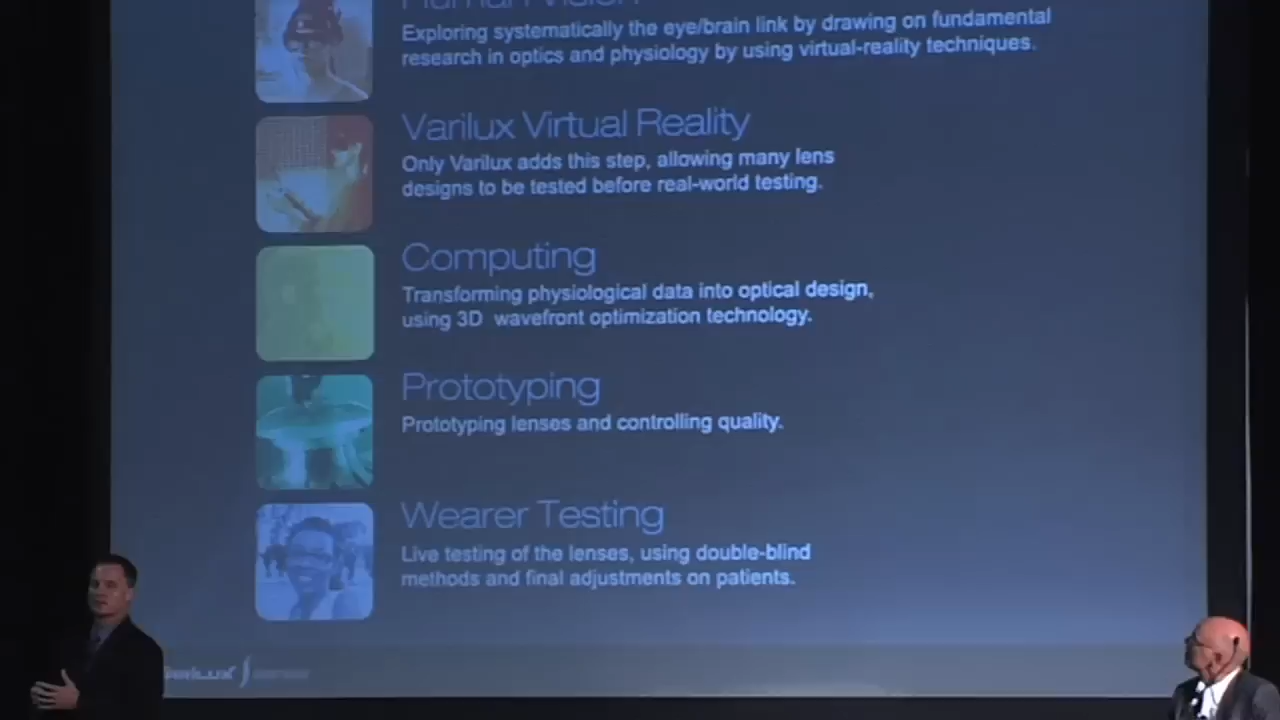 Human Vision
Exploring systematically the eye/brain link by drawing on fundamental
research in optics and physiology by using virtual-reality techniques.
Varilux Virtual Reality
Only Varilux adds this step, allowing many lens
designs to be tested before real-world testing.
Computing
Transforming physiological data into optical design,
using 3D wavefront optimization technology.
Prototyping
Prototyping lenses and controlling quality.
Wearer Testing
Live testing of the lenses, using double-blind
methods and final adjustments on patients.